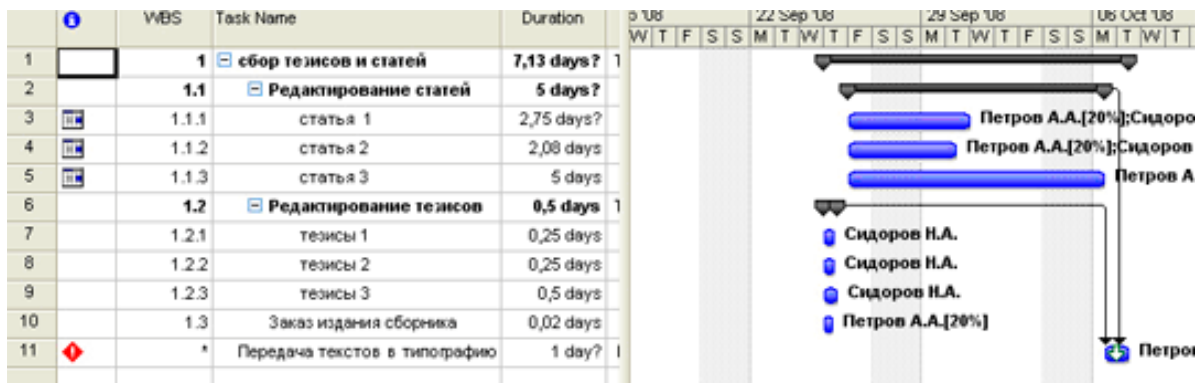 WBS Task Name Duration 22 Sep '08 29 Sep '08 06 Oct '08
W T F S S M T W T F S S M T W T F S S M T W T
1 1 сбор тезисов и статей 7,13 days?
2 1.1 Редактирование статей 5 days?
3 1.1.1 статья 1 2,75 days? Петров А.А.[20%];Сидоро
4 1.1.2 статья 2 2,08 days Петров А.А.[20%];Сидоров
5 1.1.3 статья 3 5 days Петров А
6 1.2 Редактирование тезисов 0,5 days
7 1.2.1 тезисы 1 0,25 days Сидоров Н.А.
8 1.2.2 тезисы 2 0,25 days Сидоров Н.А.
9 1.2.3 тезисы 3 0,5 days Сидоров Н.А.
10 1.3 Заказ издания сборника 0,02 days Петров А.А.[20%]
11 * Передача текстов в типографию 1 day? Петров